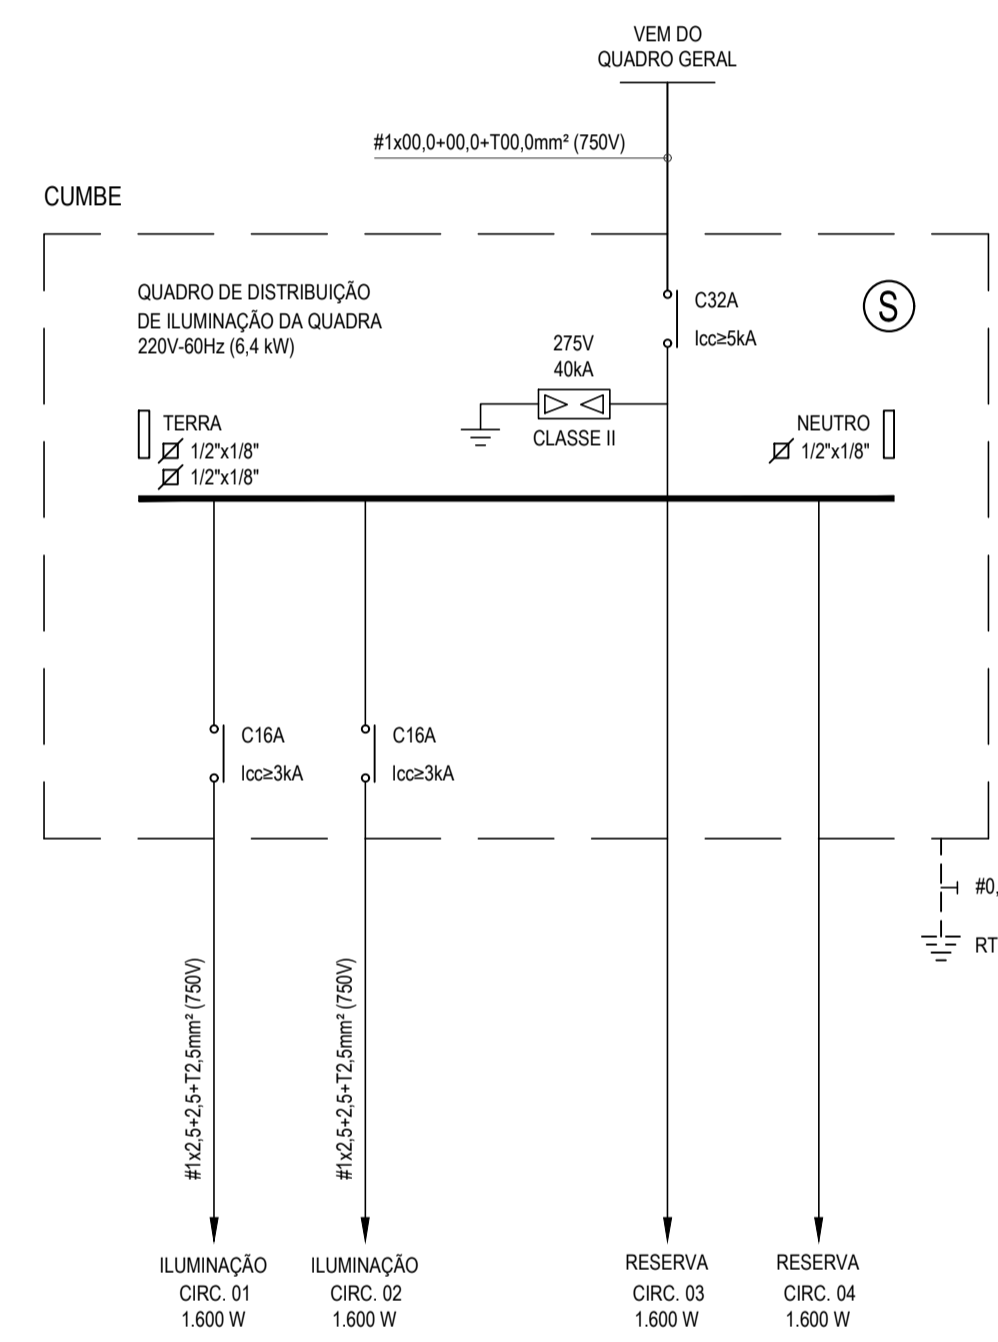 VEM DO
QUADRO GERAL
#1x00,0+00,0+T00,0mm² (750V)
CUMBE
QUADRO DE DISTRIBUIÇÃO
DE ILUMINAÇÃO DA QUADRA
220V-60Hz (6,4 kW)
C32A
Icc≥5kA
S
275V
40kA
CLASSE II
TERRA
1/2"x1/8"
1/2"x1/8"
NEUTRO
1/2"x1/8"
C16A
Icc≥3kA
C16A
Icc≥3kA
#0,
RT
#1x2,5+2,5+T2,5mm² (750V)
#1x2,5+2,5+T2,5mm² (750V)
ILUMINAÇÃO
CIRC. 01
1.600 W
ILUMINAÇÃO
CIRC. 02
1.600 W
RESERVA
CIRC. 03
1.600 W
RESERVA
CIRC. 04
1.600 W